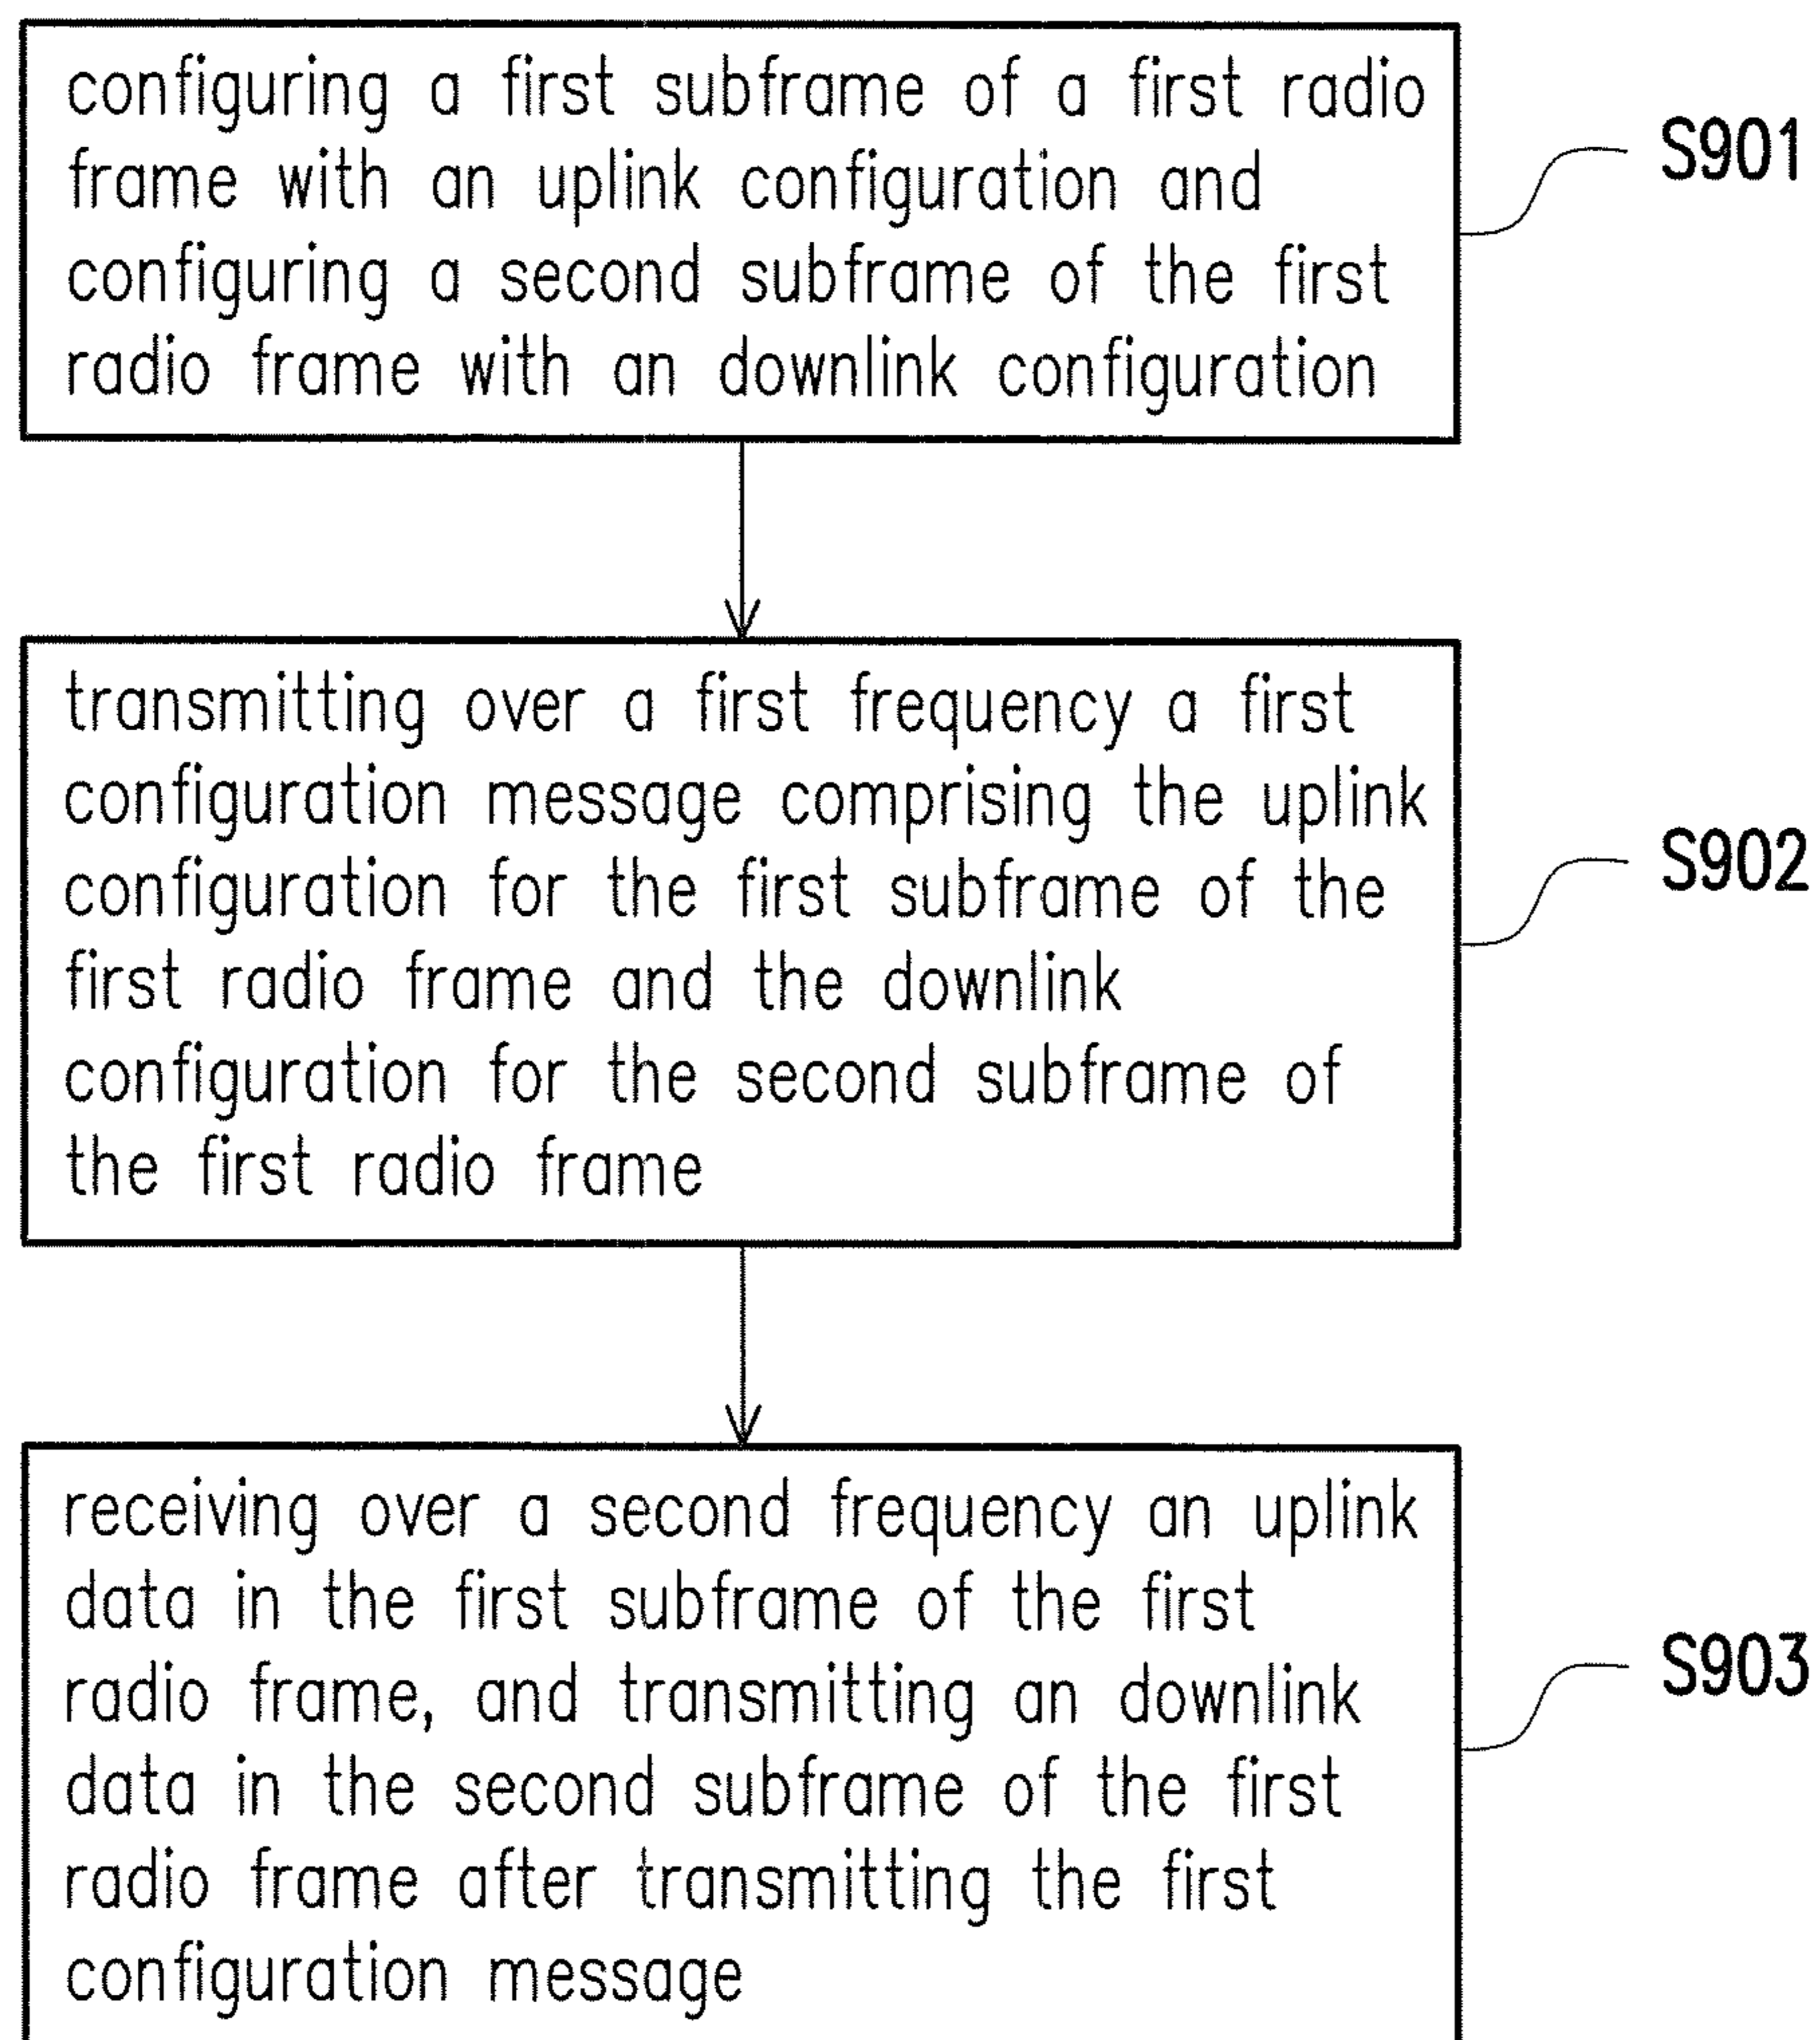 configuring a first subframe of a first radio
frame with an uplink configuration and
configuring a second subframe of the first
radio frame with an downlink configuration
S901
transmitting over a first frequency a first
configuration message comprising the uplink
configuration for the first subframe of the
first radio frame and the downlink
configuration for the second subframe of
the first radio frame
S902
receiving over a second frequency an uplink
data in the first subframe of the first
radio frame, and transmitting an downlink
data in the second subframe of the first
radio frame after transmitting the first
configuration message
S903